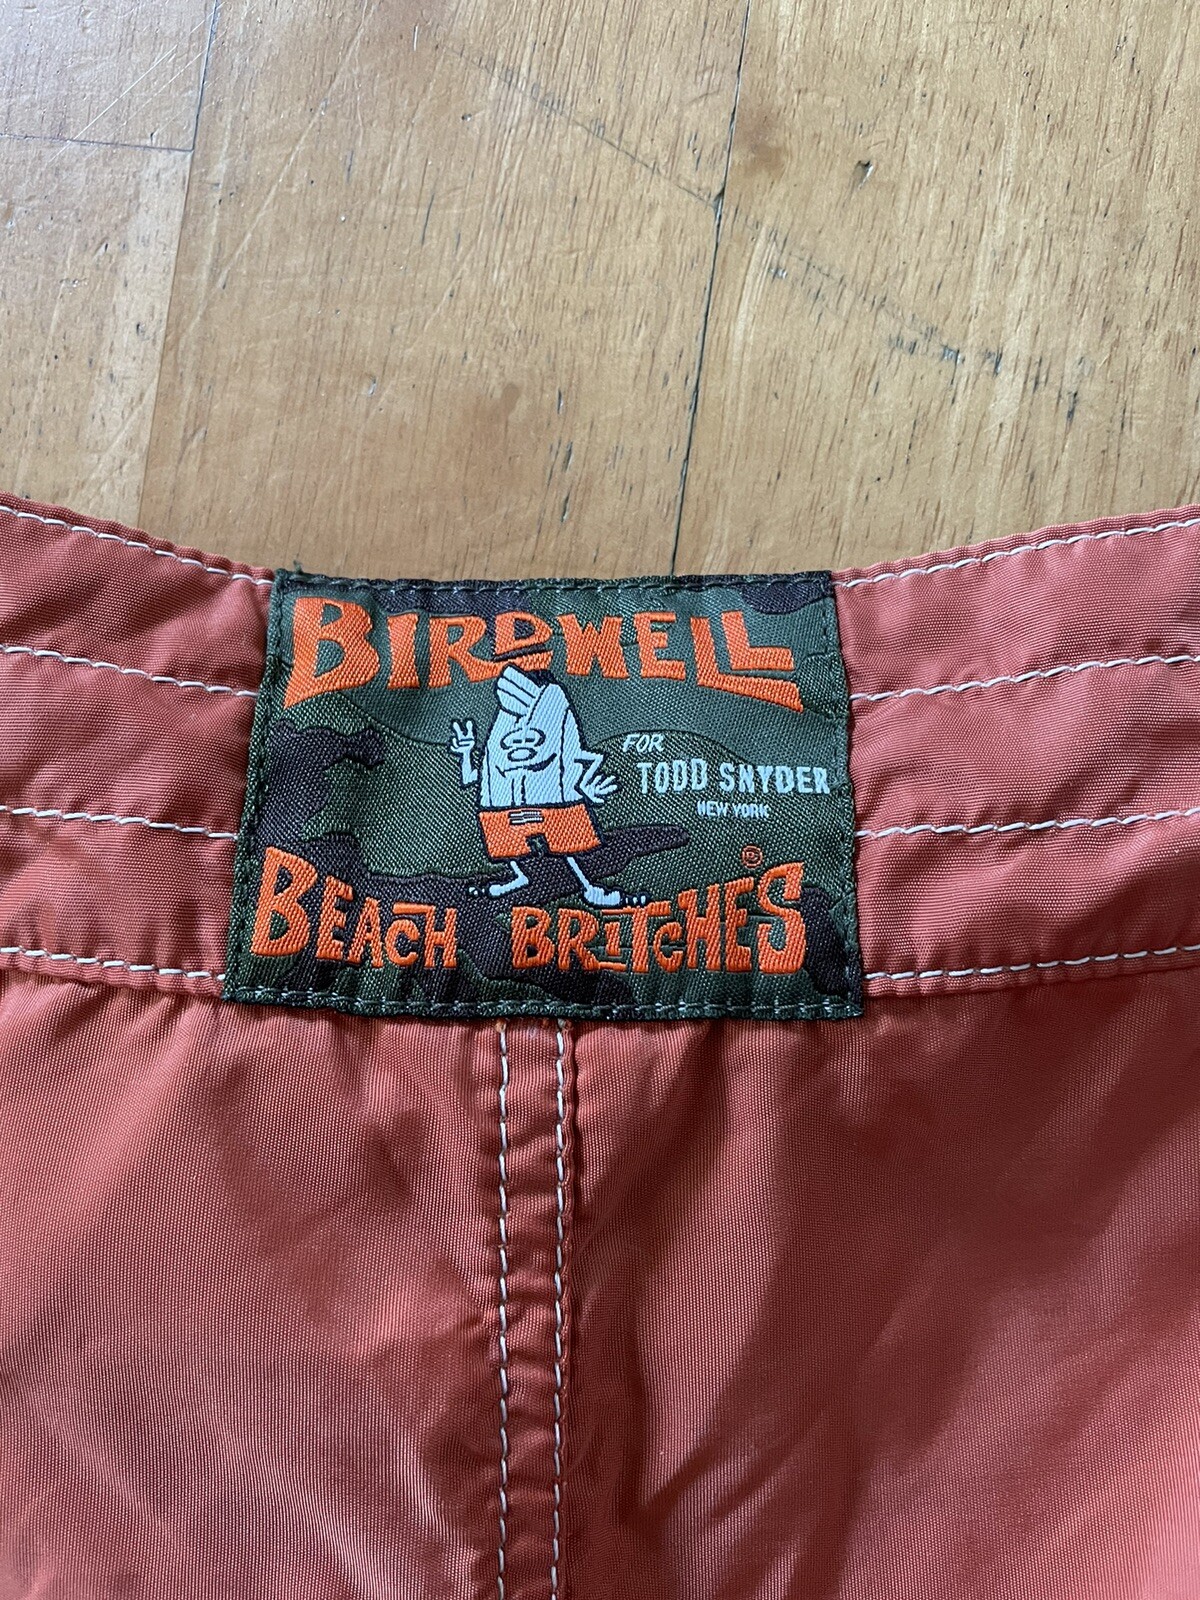 BIRDWELL
FOR
TODD SNYDER
NEW YORK
BEACH BRITCHES
®